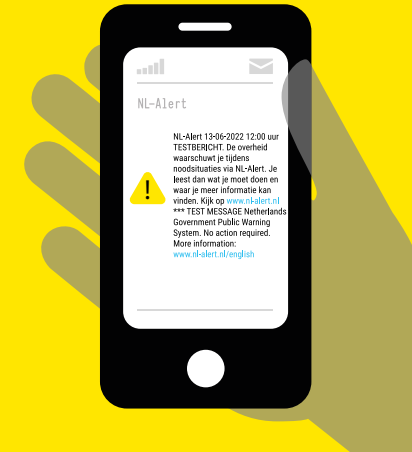 NL-Alert
NL-Alert 13-06-2022 12:00 uur
TESTBERICHT. De overheid
waarschuwt je tijdens
noodsituaties via NL-Alert. Je
leest dan wat je moet doen en
waar je meer informatie kan
vinden. Kijk op www.nl-alert.nl
*** TEST MESSAGE Netherlands
Government Public Warning
System. No action required.
More information:
www.nl-alert.nl/english
!